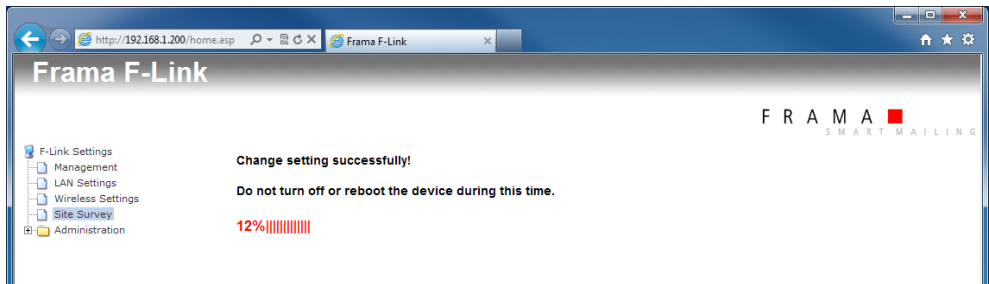 http://192.168.1.200/home.asp
Frama F-Link
Frama F-Link
FRAMA
SMART MAILING
F-Link Settings
Management
LAN Settings
Wireless Settings
Site Survey
Administration
Change setting successfully!
Do not turn off or reboot the device during this time.
12%||||||||||||